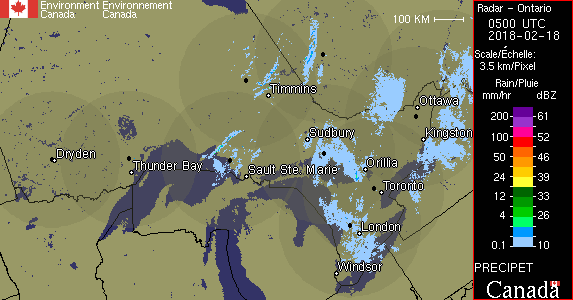 Environment Environnement
Canada Canada
100 KM
Timmins
Ottawa
Sudbury
Kingston
Dryden
Thunder Bay
Sault Ste. Marie
Orillia
Toronto
London
Windsor
Radar - Ontario
0500 UTC
2018-02-18
Scale/Échelle:
3.5 km/Pixel
Rain/Pluie
mm/hr dBZ
200 61
100 52
50 46
24 39
12 33
4 26
0.1 10
PRECIPET
Canada